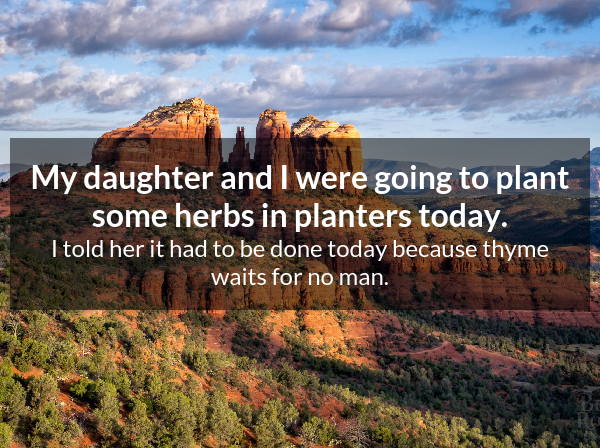 My daughter and I were going to plant
some herbs in planters today.
I told her it had to be done today because thyme
waits for no man.